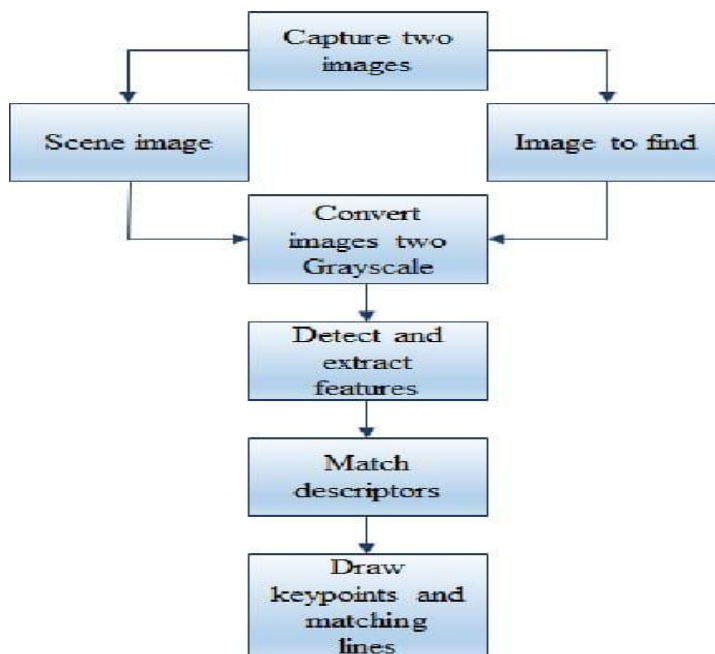 Capture two
images
Scene image
Image to find
Convert
images two
Grayscale
Detect and
extract
features
Match
descriptors
Draw
keypoints and
matching
lines